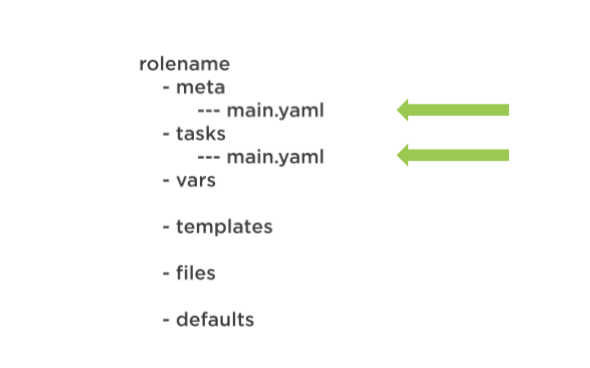 rolename
- meta
--- main.yaml
- tasks
--- main.yaml
- vars
- templates
- files
- defaults